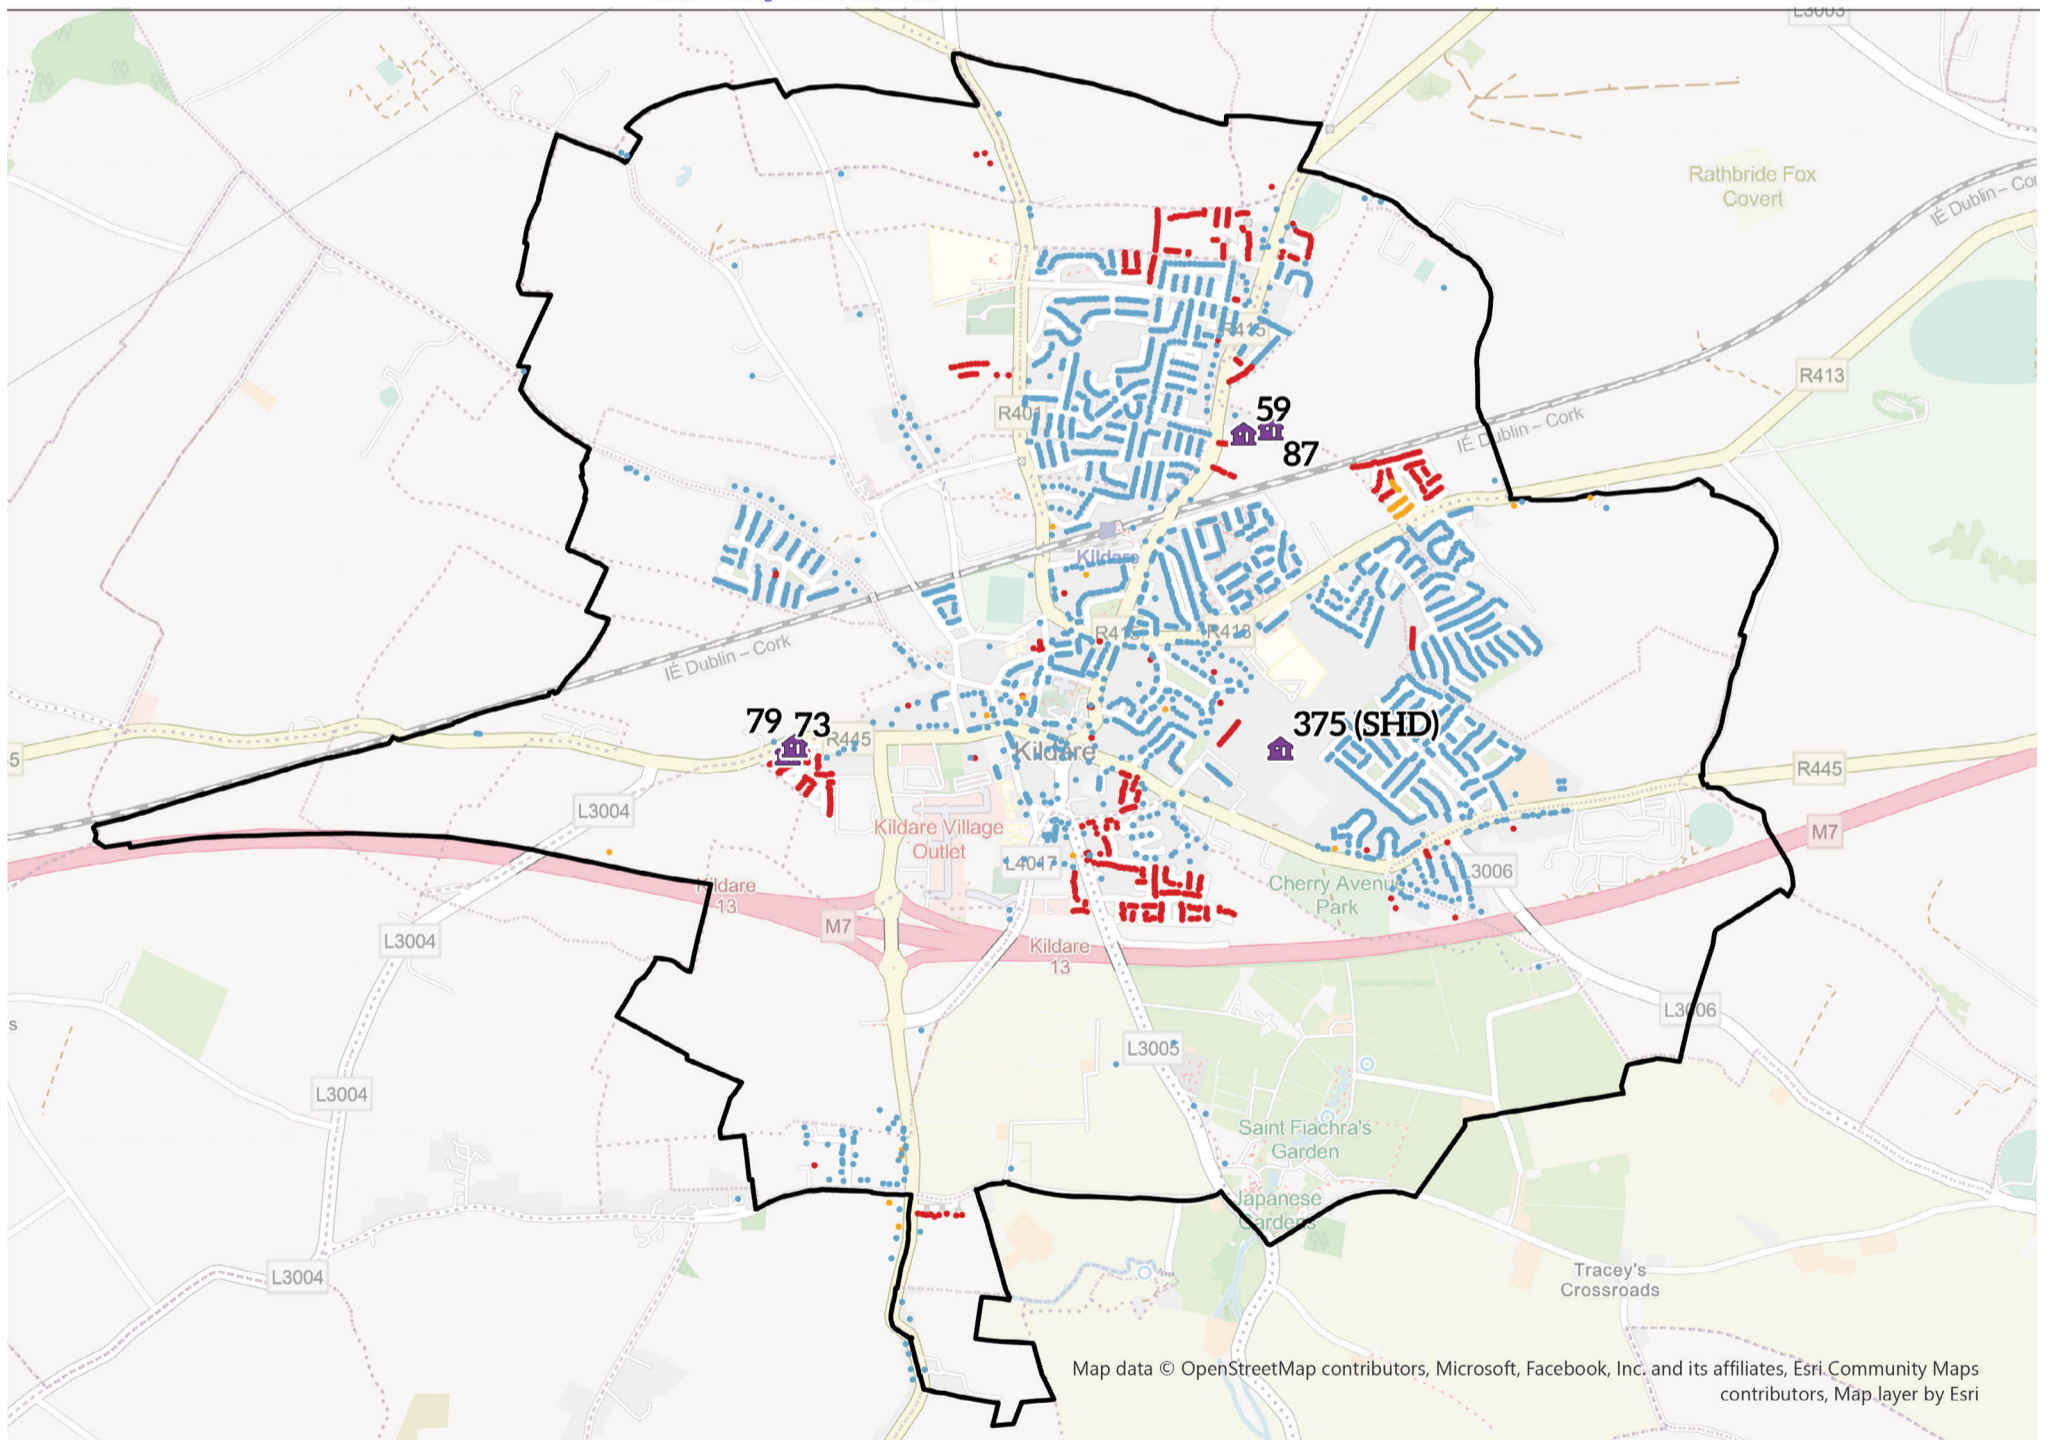 L3003
Rathbride Fox
Covert
IÉ Dublin – Cor
R415
R413
R401
59
IÉ Dublin – Cork
87
Kildare
R415
R413
IÉ Dublin – Cork
79 73
375 (SHD)
R445
Kildare
5
R445
L3004
Kildare Village
Outlet
M7
L4017
L3006
Cherry Avenue
Park
Kildare
13
M7
L3004
Kildare
13
L3006
s
L3005
L3004
Saint Fiachra's
Garden
Japanese
Gardens
L3004
Tracey's
Crossroads
Map data © OpenStreetMap contributors, Microsoft, Facebook, Inc. and its affiliates, Esri Community Maps
contributors, Map layer by Esri